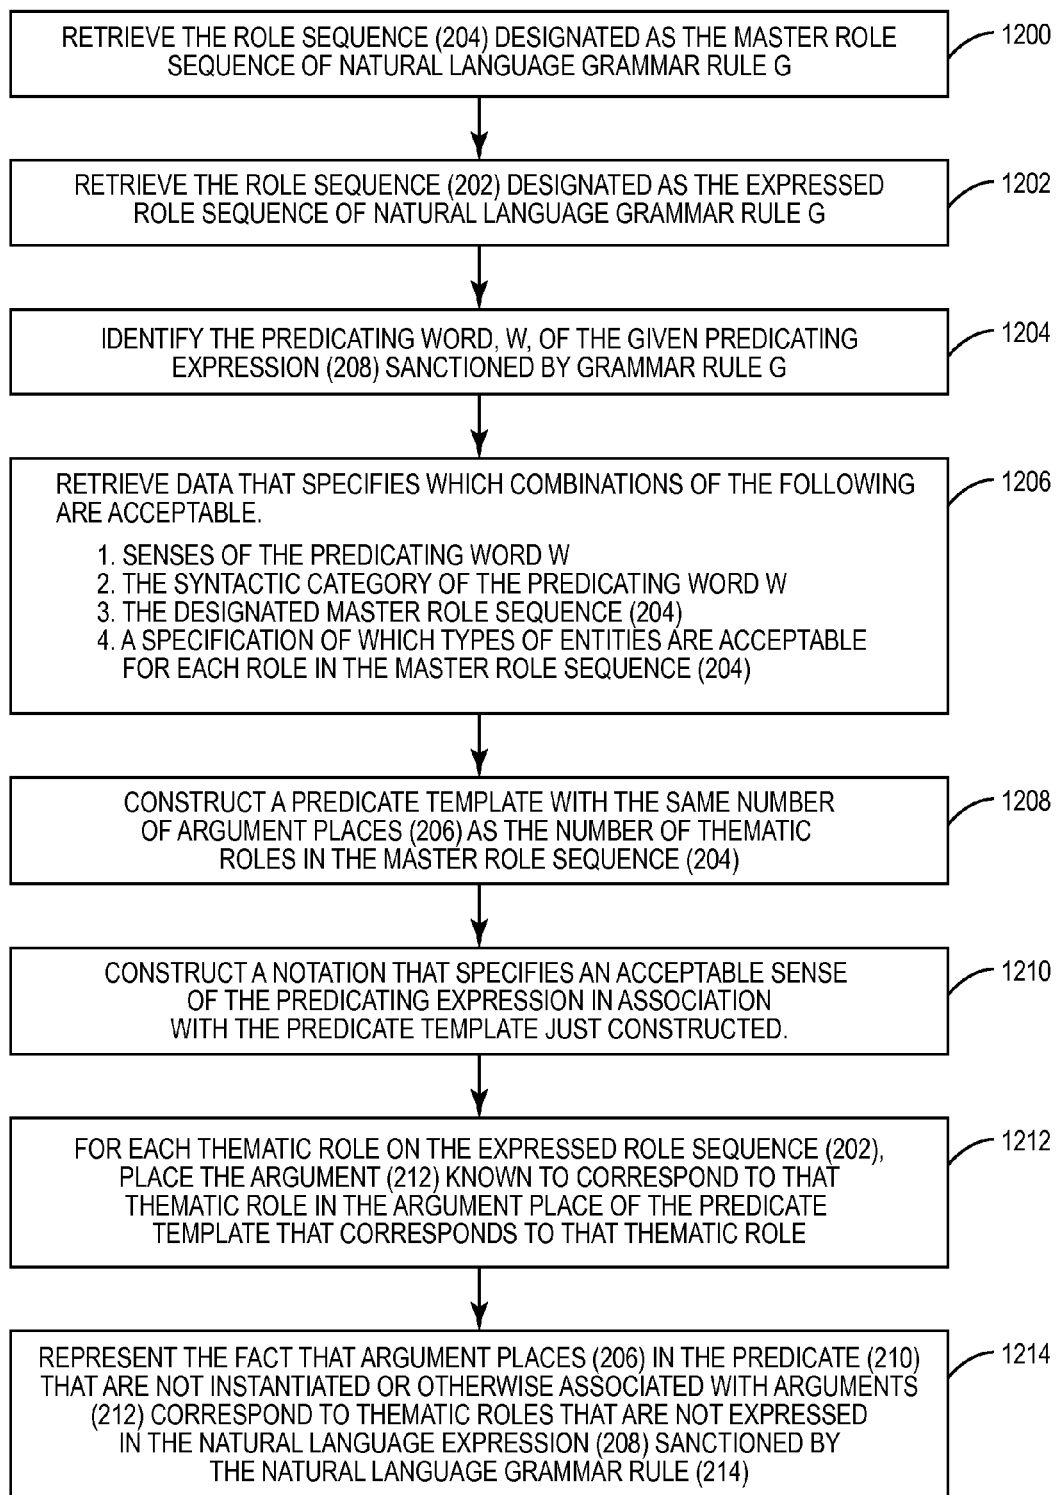 RETRIEVE THE ROLE SEQUENCE (204) DESIGNATED AS THE MASTER ROLE
SEQUENCE OF NATURAL LANGUAGE GRAMMAR RULE G
1200
RETRIEVE THE ROLE SEQUENCE (202) DESIGNATED AS THE EXPRESSED
ROLE SEQUENCE OF NATURAL LANGUAGE GRAMMAR RULE G
1202
IDENTIFY THE PREDICATING WORD, W, OF THE GIVEN PREDICATING
EXPRESSION (208) SANCTIONED BY GRAMMAR RULE G
1204
RETRIEVE DATA THAT SPECIFIES WHICH COMBINATIONS OF THE FOLLOWING
ARE ACCEPTABLE.
1. SENSES OF THE PREDICATING WORD W
2. THE SYNTACTIC CATEGORY OF THE PREDICATING WORD W
3. THE DESIGNATED MASTER ROLE SEQUENCE (204)
4. A SPECIFICATION OF WHICH TYPES OF ENTITIES ARE ACCEPTABLE
FOR EACH ROLE IN THE MASTER ROLE SEQUENCE (204)
1206
CONSTRUCT A PREDICATE TEMPLATE WITH THE SAME NUMBER
OF ARGUMENT PLACES (206) AS THE NUMBER OF THEMATIC
ROLES IN THE MASTER ROLE SEQUENCE (204)
1208
CONSTRUCT A NOTATION THAT SPECIFIES AN ACCEPTABLE SENSE
OF THE PREDICATING EXPRESSION IN ASSOCIATION
WITH THE PREDICATE TEMPLATE JUST CONSTRUCTED.
1210
FOR EACH THEMATIC ROLE ON THE EXPRESSED ROLE SEQUENCE (202),
PLACE THE ARGUMENT (212) KNOWN TO CORRESPOND TO THAT
THEMATIC ROLE IN THE ARGUMENT PLACE OF THE PREDICATE
TEMPLATE THAT CORRESPONDS TO THAT THEMATIC ROLE
1212
REPRESENT THE FACT THAT ARGUMENT PLACES (206) IN THE PREDICATE (210)
THAT ARE NOT INSTANTIATED OR OTHERWISE ASSOCIATED WITH ARGUMENTS
(212) CORRESPOND TO THEMATIC ROLES THAT ARE NOT EXPRESSED
IN THE NATURAL LANGUAGE EXPRESSION (208) SANCTIONED BY
THE NATURAL LANGUAGE GRAMMAR RULE (214)
1214